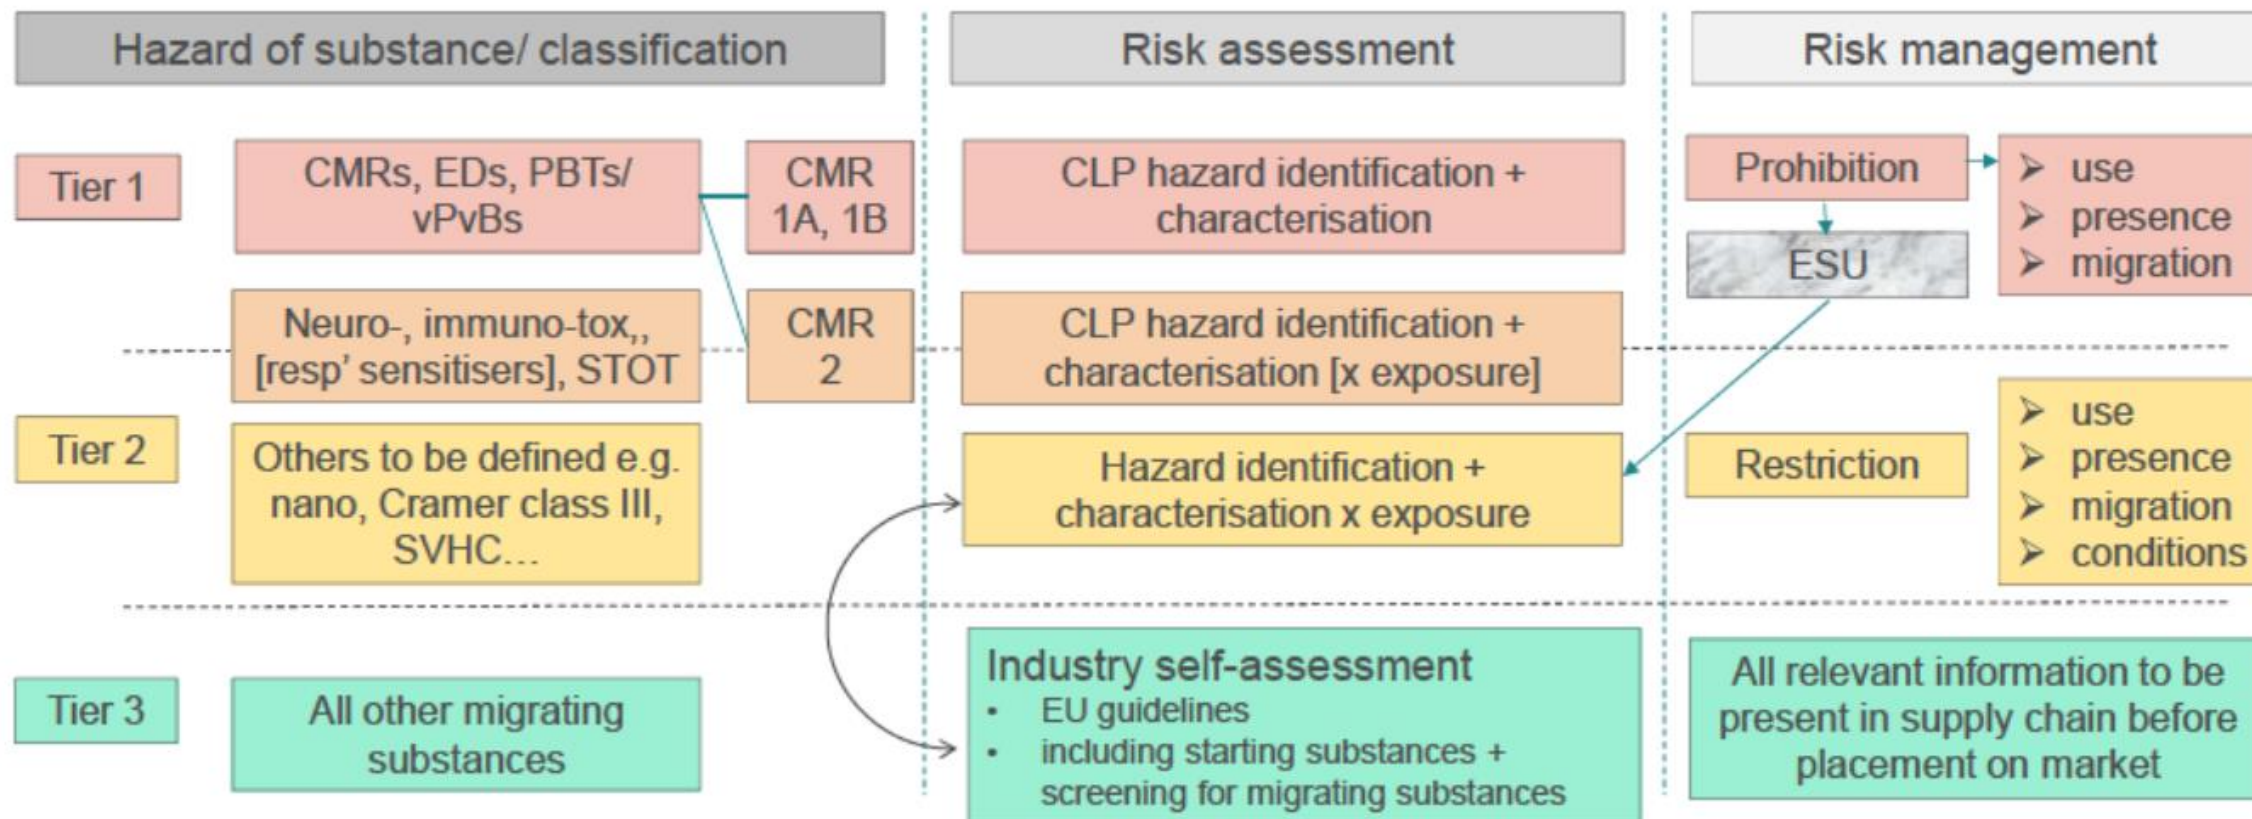 Hazard of substance/ classification
Risk assessment
Risk management
Tier 1
CMRs, EDs, PBTs/
vPvBs
CMR
1A, 1B
CLP hazard identification +
characterisation
Prohibition
ESU
➢ use
➢ presence
➢ migration
Neuro-, immuno-tox,,
[resp' sensitisers], STOT
CMR
2
CLP hazard identification +
characterisation [x exposure]
Tier 2
Others to be defined e.g.
nano, Cramer class III,
SVHC...
Hazard identification +
characterisation x exposure
Restriction
➢ use
➢ presence
➢ migration
➢ conditions
Tier 3
All other migrating
substances
Industry self-assessment
• EU guidelines
• including starting substances +
screening for migrating substances
All relevant information to be
present in supply chain before
placement on market